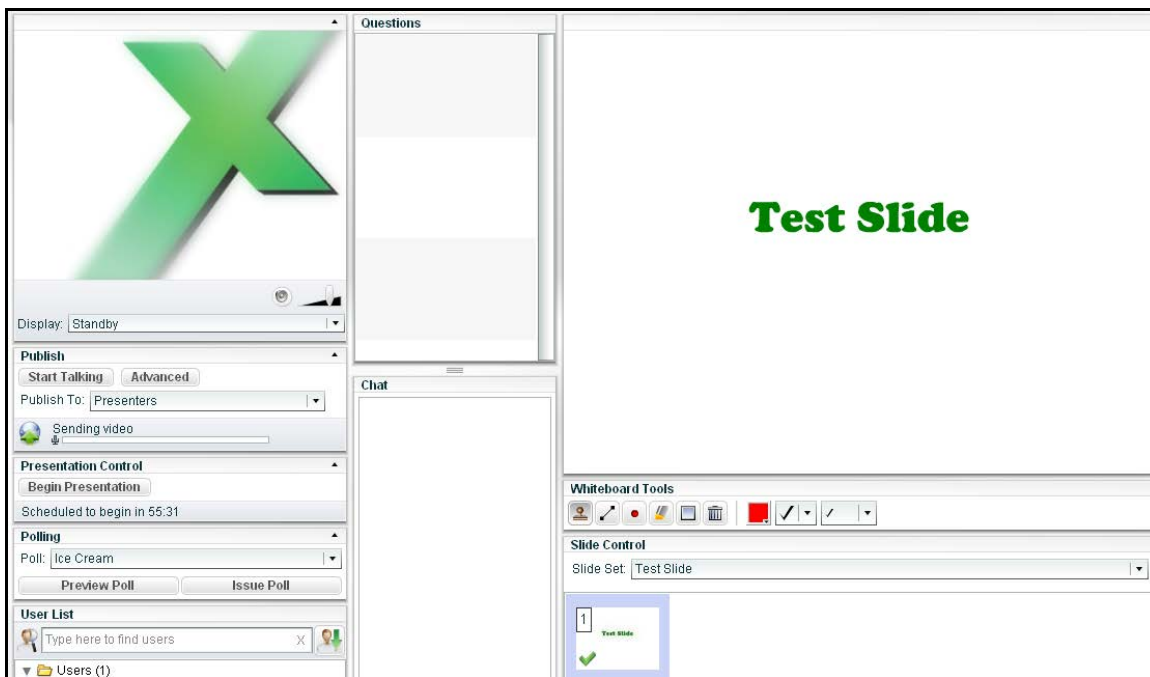 Display: Standby
Publish
Start Talking Advanced
Publish To: Presenters
Sending video
Presentation Control
Begin Presentation
Scheduled to begin in 55:31
Polling
Poll: Ice Cream
Preview Poll Issue Poll
User List
Type here to find users X
Users (1)
Questions
Chat
Test Slide
Whiteboard Tools
Slide Control
Slide Set: Test Slide
1
Test Slide